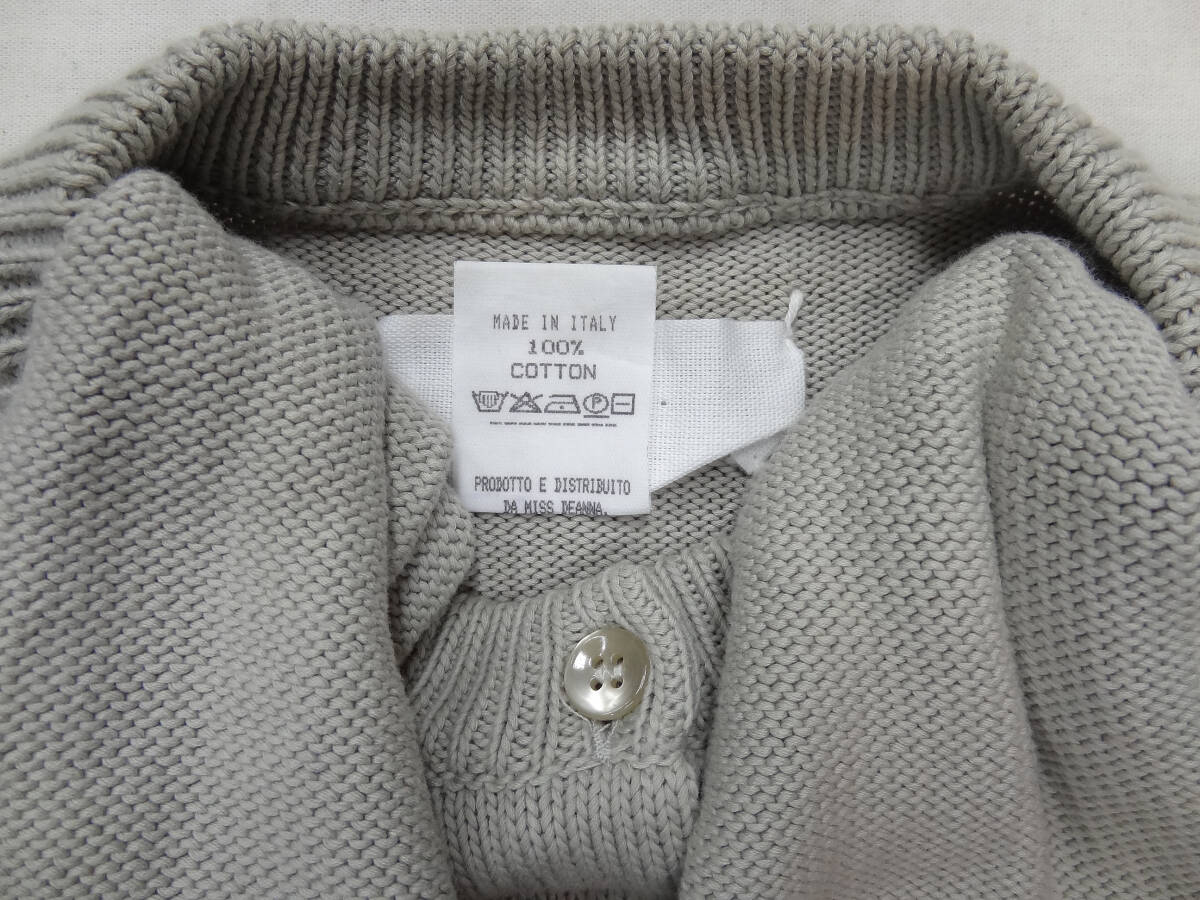 MADE IN ITALY
100%
COTTON
P
PRODOTTO E DISTRIBUITO
DA MISS DEANNA.